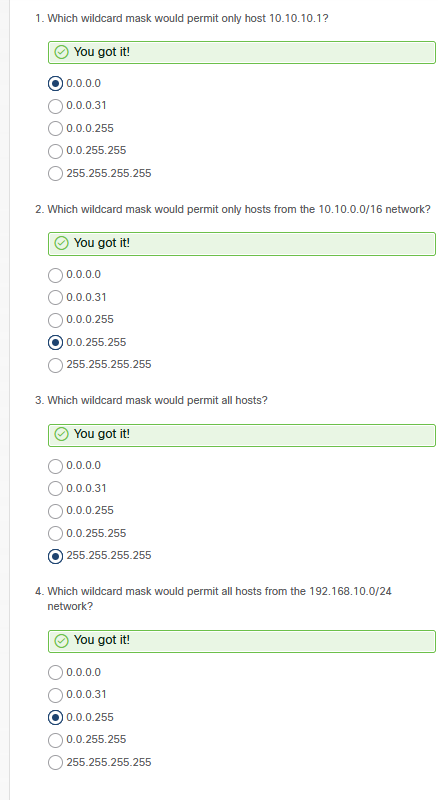 1. Which wildcard mask would permit only host 10.10.10.1?
You got it!
0.0.0.0
0.0.0.31
0.0.0.255
0.0.255.255
255.255.255.255
2. Which wildcard mask would permit only hosts from the 10.10.0.0/16 network?
You got it!
0.0.0.0
0.0.0.31
0.0.0.255
0.0.255.255
255.255.255.255
3. Which wildcard mask would permit all hosts?
You got it!
0.0.0.0
0.0.0.31
0.0.0.255
0.0.255.255
255.255.255.255
4. Which wildcard mask would permit all hosts from the 192.168.10.0/24
network?
You got it!
0.0.0.0
0.0.0.31
0.0.0.255
0.0.255.255
255.255.255.255